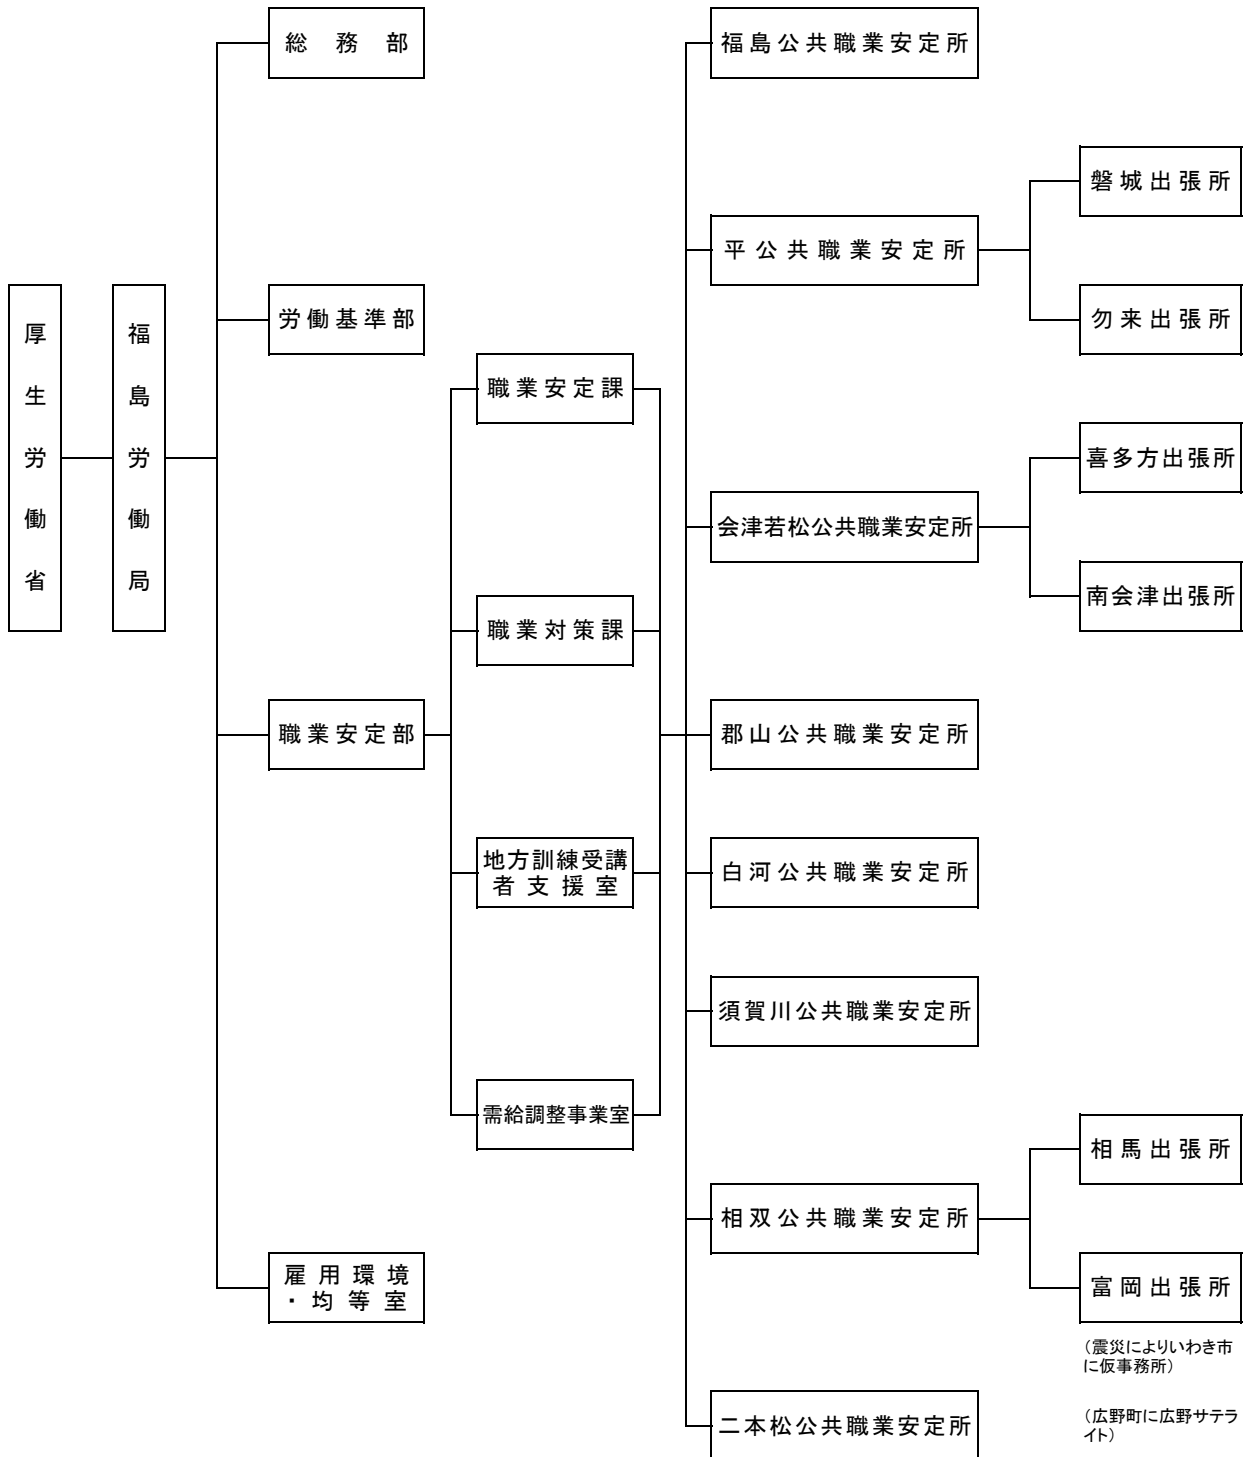 厚生労働省
福島労働局
総務部
労働基準部
職業安定部
雇用環境
・均等室
職業安定課
職業対策課
地方訓練受講
者支援室
需給調整事業室
福島公共職業安定所
平公共職業安定所
会津若松公共職業安定所
郡山公共職業安定所
白河公共職業安定所
須賀川公共職業安定所
相双公共職業安定所
二本松公共職業安定所
磐城出張所
勿来出張所
喜多方出張所
南会津出張所
相馬出張所
富岡出張所
（震災によりいわき市
に仮事務所）
（広野町に広野サテラ
イト）